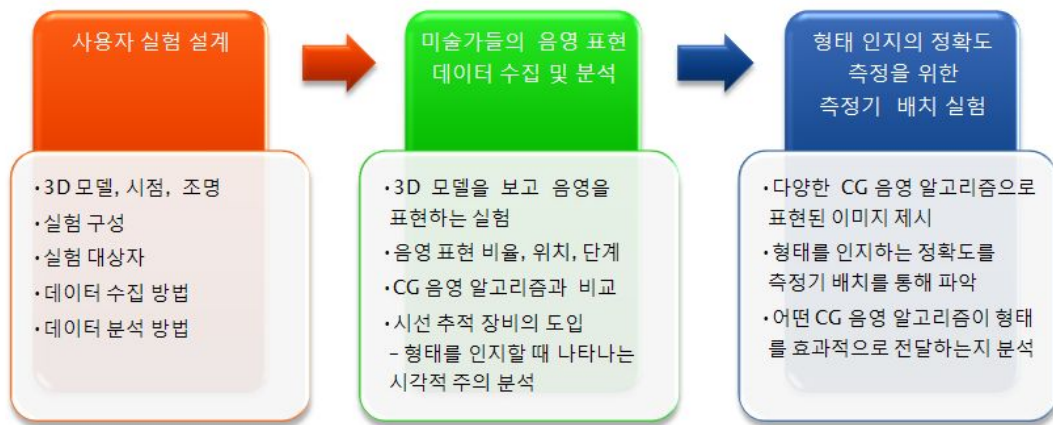 사용자 실험 설계
· 3D 모델, 시점, 조명
· 실험 구성
· 실험 대상자
· 데이터 수집 방법
· 데이터 분석 방법
미술가들의 음영 표현
데이터 수집 및 분석
· 3D 모델을 보고 음영을
표현하는 실험
· 음영 표현 비율, 위치, 단계
· CG 음영 알고리즘과 비교
· 시선 추적 장비의 도입
– 형태를 인지할 때 나타나는
시각적 주의 분석
형태 인지의 정확도
측정을 위한
측정기 배치 실험
· 다양한 CG 음영 알고리즘으로
표현된 이미지 제시
· 형태를 인지하는 정확도를
측정기 배치를 통해 파악
· 어떤 CG 음영 알고리즘이 형태
를 효과적으로 전달하는지 분석